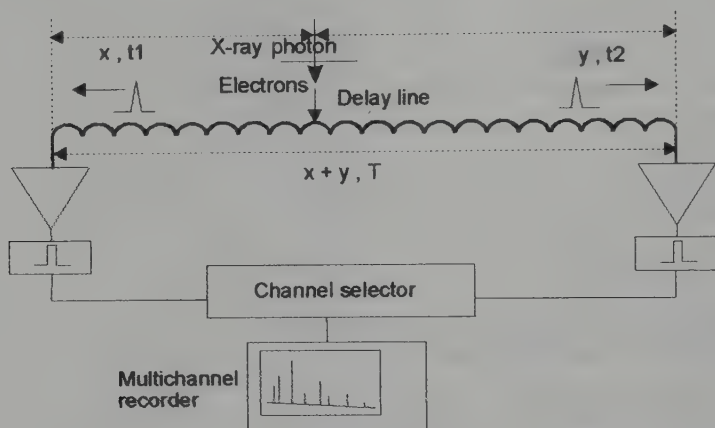 x , t1
X-ray photon
y , t2
Electrons
Delay line
x + y , T
Channel selector
Multichannel
recorder